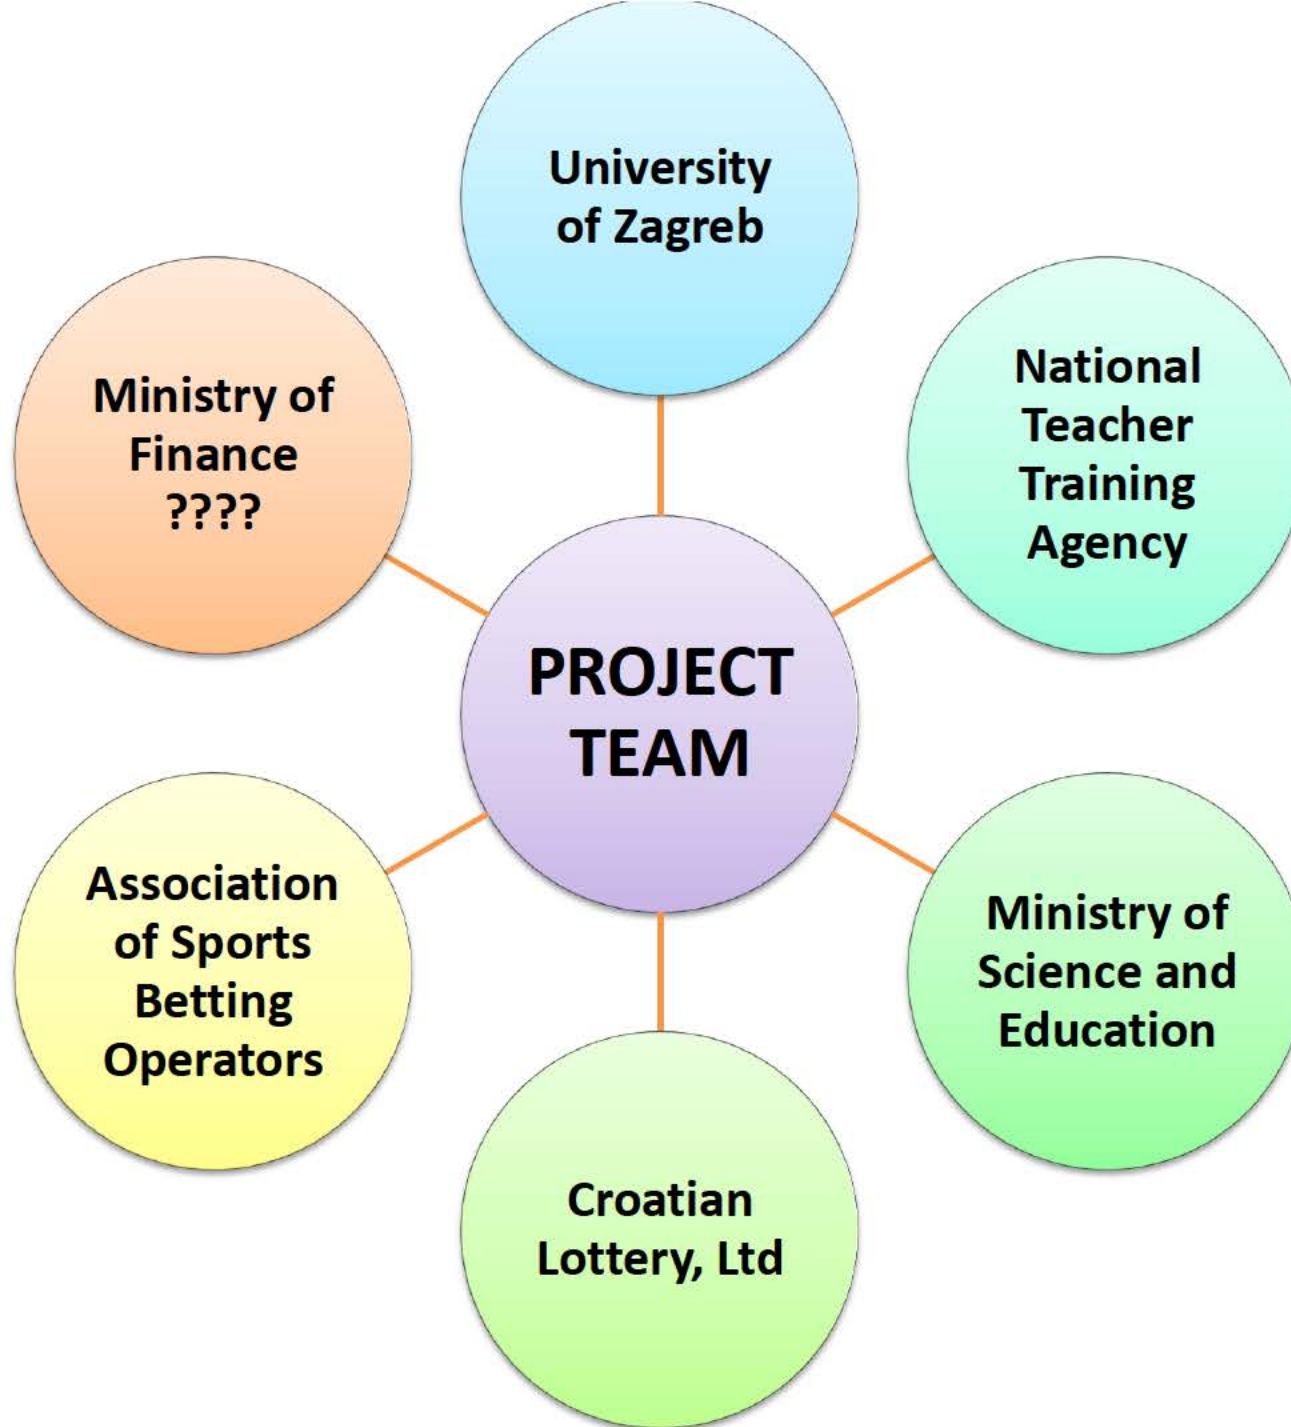 University
of Zagreb
National
Teacher
Training
Agency
Ministry of
Finance
????
PROJECT
TEAM
Association
of Sports
Betting
Operators
Ministry of
Science and
Education
Croatian
Lottery, Ltd